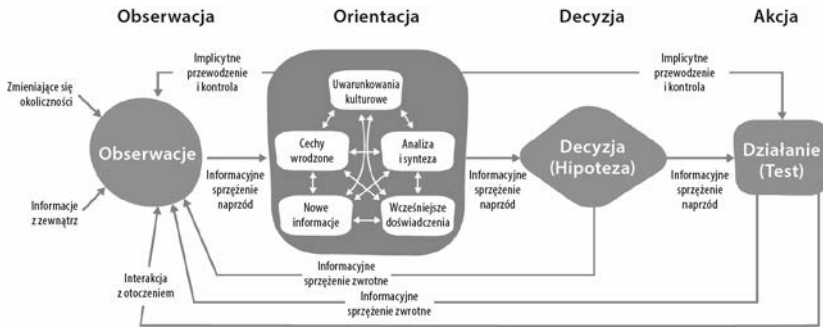 Obserwacja
Orientacja
Decyzja
Akcja
Implicytne
przewodzenie
i kontrola
Implicytne
przewodzenie
i kontrola
Zmieniające się
okoliczności
Uwarunkowania
kulturowe
Obserwacje
Informacyjne
sprzężenie
naprzód
Cechy
wrodzone
Analiza
i synteza
Informacyjne
sprzężenie
naprzód
Decyzja
(Hipoteza)
Informacyjne
sprzężenie
naprzód
Działanie
(Test)
Informacje
z zewnątrz
Nowe
informacje
Wcześniejsze
doświadczenia
Interakcja
z otoczeniem
Informacyjne
sprzężenie zwrotne
Informacyjne
sprzężenie zwrotne